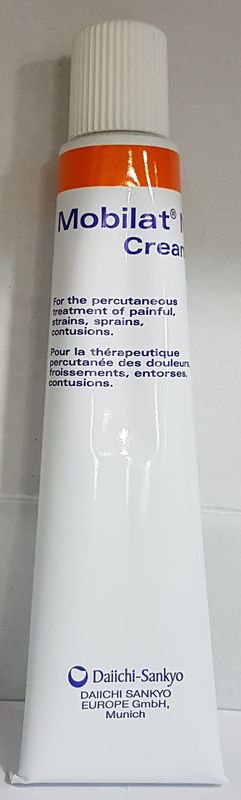 Mobilat®
Cream
For the percutaneous
treatment of painful,
strains, sprains,
contusions.
Pour la thérapeutique
percutanée des douleurs,
froissements, entorses,
contusions.
Daiichi-Sankyo
DAIICHI SANKYO
EUROPE GmbH,
Munich